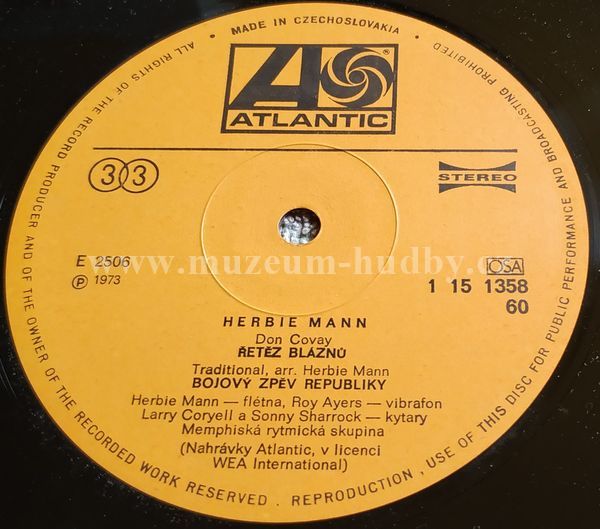 MADE IN CZECHOSLOVAKIA
ALL RIGHTS OF THE RECORD PRODUCER AND OF THE OWNER OF THE RECORDED WORK RESERVED . REPRODUCTION , USE OF THIS DISC FOR PUBLIC PERFORMANCE AND BROADCASTING PROHIBITED
ATLANTIC
33
STEREO
E 2506
℗ 1973
OSA
1 15 1358
60
www.muzeum-hudby.cz
HERBIE MANN
Don Covay
ŘETĚZ BLÁZNŮ
Traditional, arr. Herbie Mann
BOJOVÝ ZPĚV REPUBLIKY
Herbie Mann — flétna, Roy Ayers — vibrafon
Larry Coryell a Sonny Sharrock — kytary
Memphiská rytmická skupina
(Nahrávky Atlantic, v licenci
WEA International)